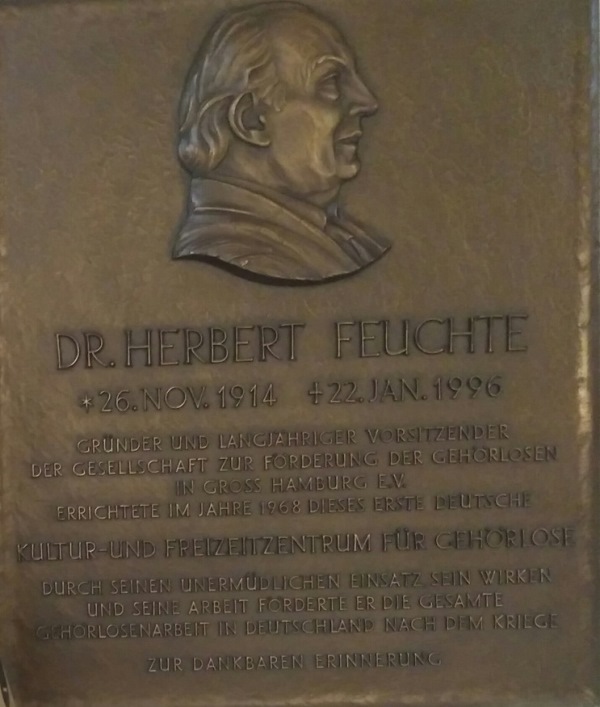 DR. HERBERT FEUCHTE
*26. NOV. 1914 ✝22. JAN. 1996
GRÜNDER UND LANGJÄHRIGER VORSITZENDER
DER GESELLSCHAFT ZUR FÖRDERUNG DER GEHÖRLOSEN
IN GROSS HAMBURG E.V.
ERRICHTETE IM JAHRE 1968 DIESES ERSTE DEUTSCHE
KULTUR-UND FREIZEITZENTRUM FÜR GEHÖRLOSE
DURCH SEINEN UNERMÜDLICHEN EINSATZ, SEIN WIRKEN
UND SEINE ARBEIT FÖRDERTE ER DIE GESAMTE
GEHÖRLOSENARBEIT IN DEUTSCHLAND NACH DEM KRIEGE
ZUR DANKBAREN ERINNERUNG